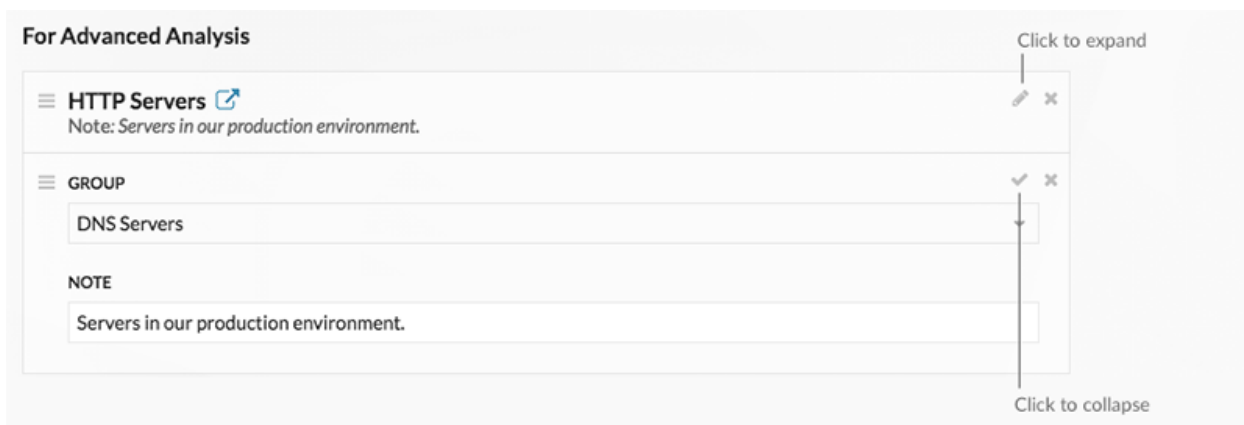 For Advanced Analysis
Click to expand
HTTP Servers
Note: Servers in our production environment.
GROUP
DNS Servers
NOTE
Servers in our production environment.
Click to collapse